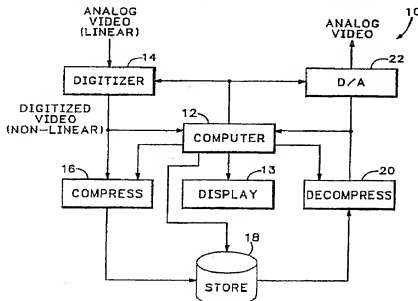 ANALOG
VIDEO
(LINEAR)
ANALOG
VIDEO
10
14
DIGITIZER
22
D/A
DIGITIZED
VIDEO
(NON-LINEAR)
12
COMPUTER
16
COMPRESS
13
DISPLAY
20
DECOMPRESS
18
STORE